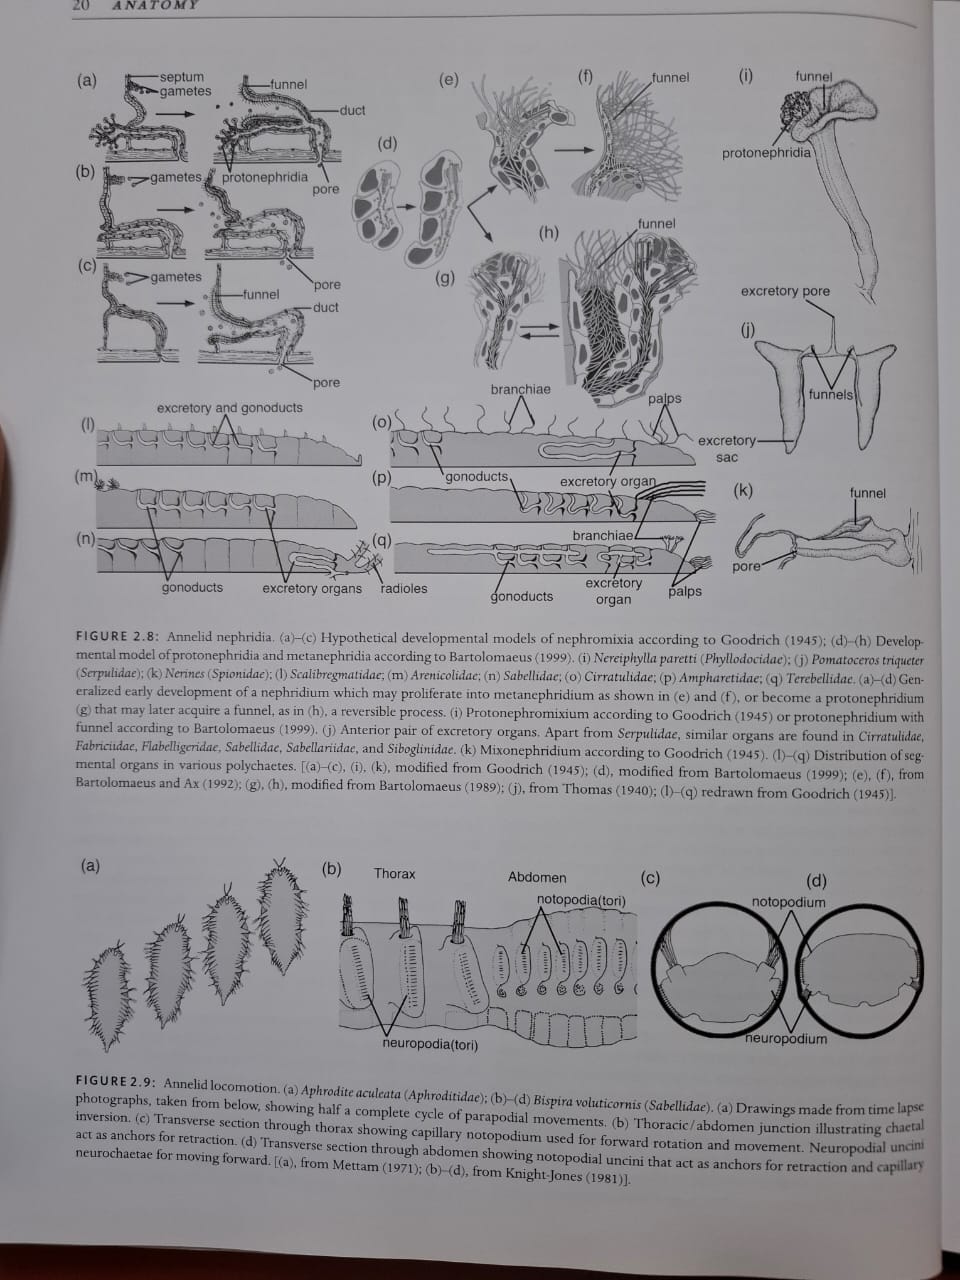 20 ANATOMY
(a)
septum
gametes
funnel
duct
(b)
gametes
protonephridia
pore
(c)
gametes
pore
funnel
duct
pore
(d)
(e)
(f)
funnel
(g)
(h)
funnel
(i)
funnel
protonephridia
excretory pore
(j)
funnels
excretory
sac
(k)
funnel
pore
(l)
excretory and gonoducts
(m)
(n)
gonoducts
excretory organs
radioles
(o)
branchiae
palps
gonoducts
excretory organ
(p)
branchiae
(q)
gonoducts
excretory
organ
palps
FIGURE 2.8: Annelid nephridia. (a)–(c) Hypothetical developmental models of nephromixia according to Goodrich (1945); (d)–(h) Develop-
mental model of protonephridia and metanephridia according to Bartolomaeus (1999). (i) Nereiphylla paretti (Phyllodocidae); (j) Pomatoceros triqueter
(Serpulidae); (k) Nerines (Spionidae); (l) Scalibregmatidae; (m) Arenicolidae; (n) Sabellidae; (o) Cirratulidae; (p) Ampharetidae; (q) Terebellidae. (a)–(d) Gen-
eralized early development of a nephridium which may proliferate into metanephridium as shown in (e) and (f), or become a protonephridium
(g) that may later acquire a funnel, as in (h), a reversible process. (i) Protonephromixium according to Goodrich (1945) or protonephridium with
funnel according to Bartolomaeus (1999). (j) Anterior pair of excretory organs. Apart from Serpulidae, similar organs are found in Cirratulidae,
Fabriciidae, Flabelligeridae, Sabellidae, Sabellariidae, and Siboglinidae. (k) Mixonephridium according to Goodrich (1945). (l)–(q) Distribution of seg-
mental organs in various polychaetes. [(a)–(c), (i), (k), modified from Goodrich (1945); (d), modified from Bartolomaeus (1999); (e), (f), from
Bartolomaeus and Ax (1992); (g), (h), modified from Bartolomaeus (1989); (j), from Thomas (1940); (l)–(q) redrawn from Goodrich (1945)].
(a)
(b)
Thorax
Abdomen
notopodia(tori)
neuropodia(tori)
(c)
(d)
notopodium
neuropodium
FIGURE 2.9: Annelid locomotion. (a) Aphrodite aculeata (Aphroditidae); (b)–(d) Bispira voluticornis (Sabellidae). (a) Drawings made from time lapse
photographs, taken from below, showing half a complete cycle of parapodial movements. (b) Thoracic/abdomen junction illustrating chaetal
inversion. (c) Transverse section through thorax showing capillary notopodium used for forward rotation and movement. Neuropodial uncini
act as anchors for retraction. (d) Transverse section through abdomen showing notopodial uncini that act as anchors for retraction and capillary
neurochaetae for moving forward. [(a), from Mettam (1971); (b)–(d), from Knight-Jones (1981)].